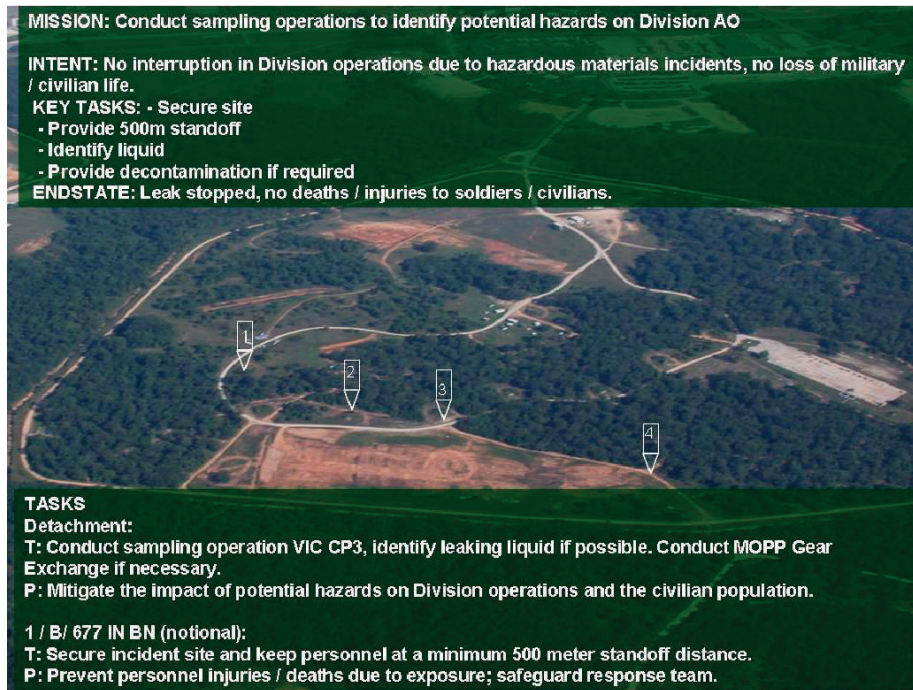 MISSION: Conduct sampling operations to identify potential hazards on Division AO
INTENT: No interruption in Division operations due to hazardous materials incidents, no loss of military
/ civilian life.
KEY TASKS: - Secure site
- Provide 500m standoff
- Identify liquid
- Provide decontamination if required
ENDSTATE: Leak stopped, no deaths / injuries to soldiers / civilians.
1
2
3
4
TASKS
Detachment:
T: Conduct sampling operation VIC CP3, identify leaking liquid if possible. Conduct MOPP Gear
Exchange if necessary.
P: Mitigate the impact of potential hazards on Division operations and the civilian population.
1 / B/ 677 IN BN (notional):
T: Secure incident site and keep personnel at a minimum 500 meter standoff distance.
P: Prevent personnel injuries / deaths due to exposure; safeguard response team.